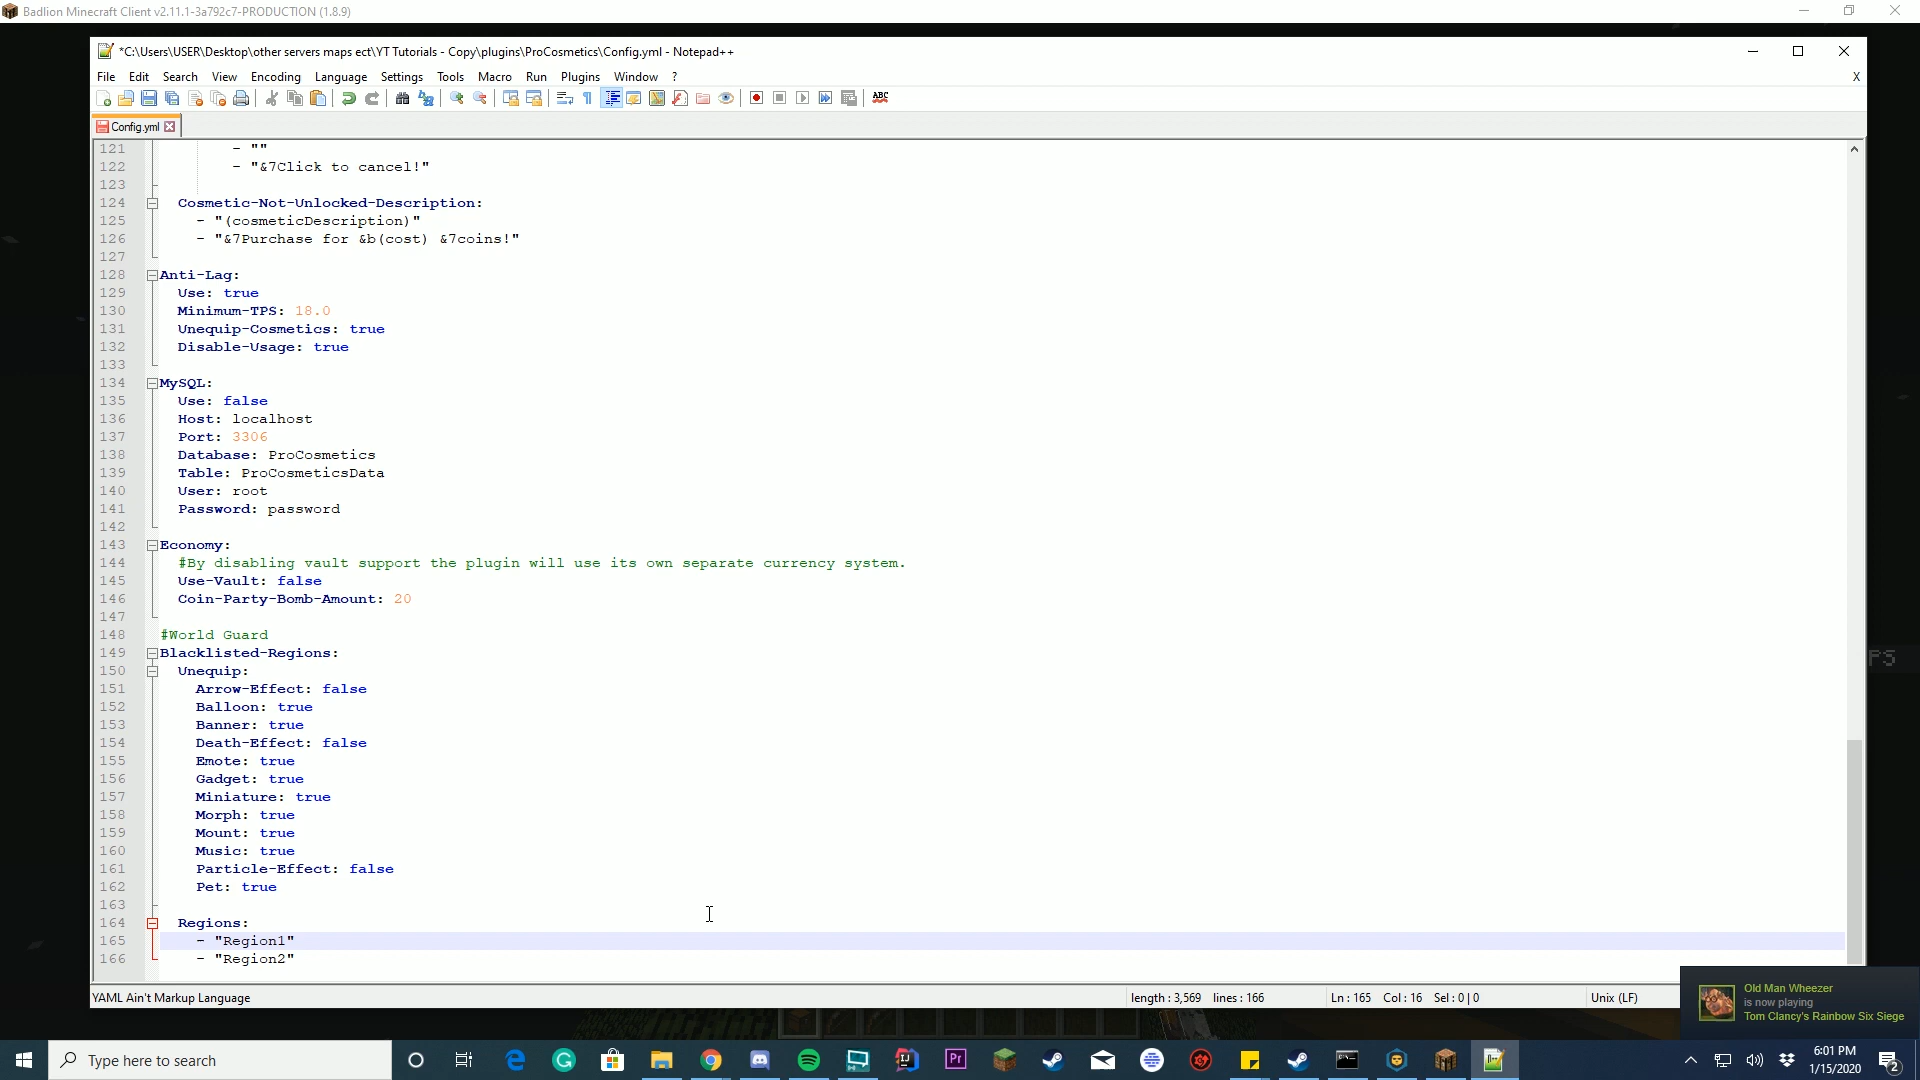 Badlion Minecraft Client v2.11.1-3a792c7-PRODUCTION (1.8.9)
*C:\Users\USER\Desktop\other servers maps ect\YT Tutorials - Copy\plugins\ProCosmetics\Config.yml - Notepad++
File Edit Search View Encoding Language Settings Tools Macro Run Plugins Window ? X
ABC
Config.yml
121 - ""
122 - "&7Click to cancel!"
123
124 Cosmetic-Not-Unlocked-Description:
125 - "(cosmeticDescription)"
126 - "&7Purchase for &b(cost) &7coins!"
127
128 Anti-Lag:
129 Use: true
130 Minimum-TPS: 18.0
131 Unequip-Cosmetics: true
132 Disable-Usage: true
133
134 MySQL:
135 Use: false
136 Host: localhost
137 Port: 3306
138 Database: ProCosmetics
139 Table: ProCosmeticsData
140 User: root
141 Password: password
142
143 Economy:
144 #By disabling vault support the plugin will use its own separate currency system.
145 Use-Vault: false
146 Coin-Party-Bomb-Amount: 20
147
148 #World Guard
149 Blacklisted-Regions:
150 Unequip:
151 Arrow-Effect: false
152 Balloon: true
153 Banner: true
154 Death-Effect: false
155 Emote: true
156 Gadget: true
157 Miniature: true
158 Morph: true
159 Mount: true
160 Music: true
161 Particle-Effect: false
162 Pet: true
163
164 Regions:
165 - "Region1"
166 - "Region2"
PS
YAML Ain't Markup Language length : 3,569 lines : 166 Ln : 165 Col : 16 Sel : 0 | 0 Unix (LF)
Old Man Wheezer
is now playing
Tom Clancy's Rainbow Six Siege
Type here to search
Pr
6:01 PM
1/15/2020
2